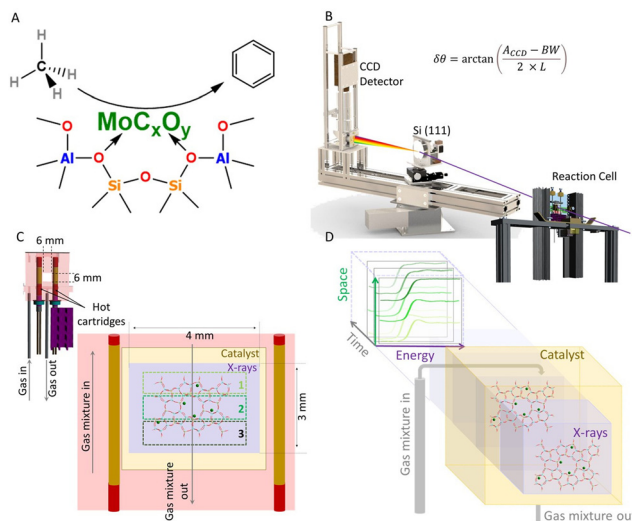 A
H
H
C
H
H
MoCxOy
O
O
Al
O
O
Al
Si
O
Si
B
δθ = arctan (A_CCD − BW / 2 × L)
CCD
Detector
Si (111)
Reaction Cell
C
6 mm
6 mm
Hot
cartridges
Gas in
Gas out
4 mm
Catalyst
X-rays
1
2
3
3 mm
Gas mixture in
Gas mixture
out
D
Space
Time
Energy
Catalyst
X-rays
Gas mixture in
Gas mixture ou